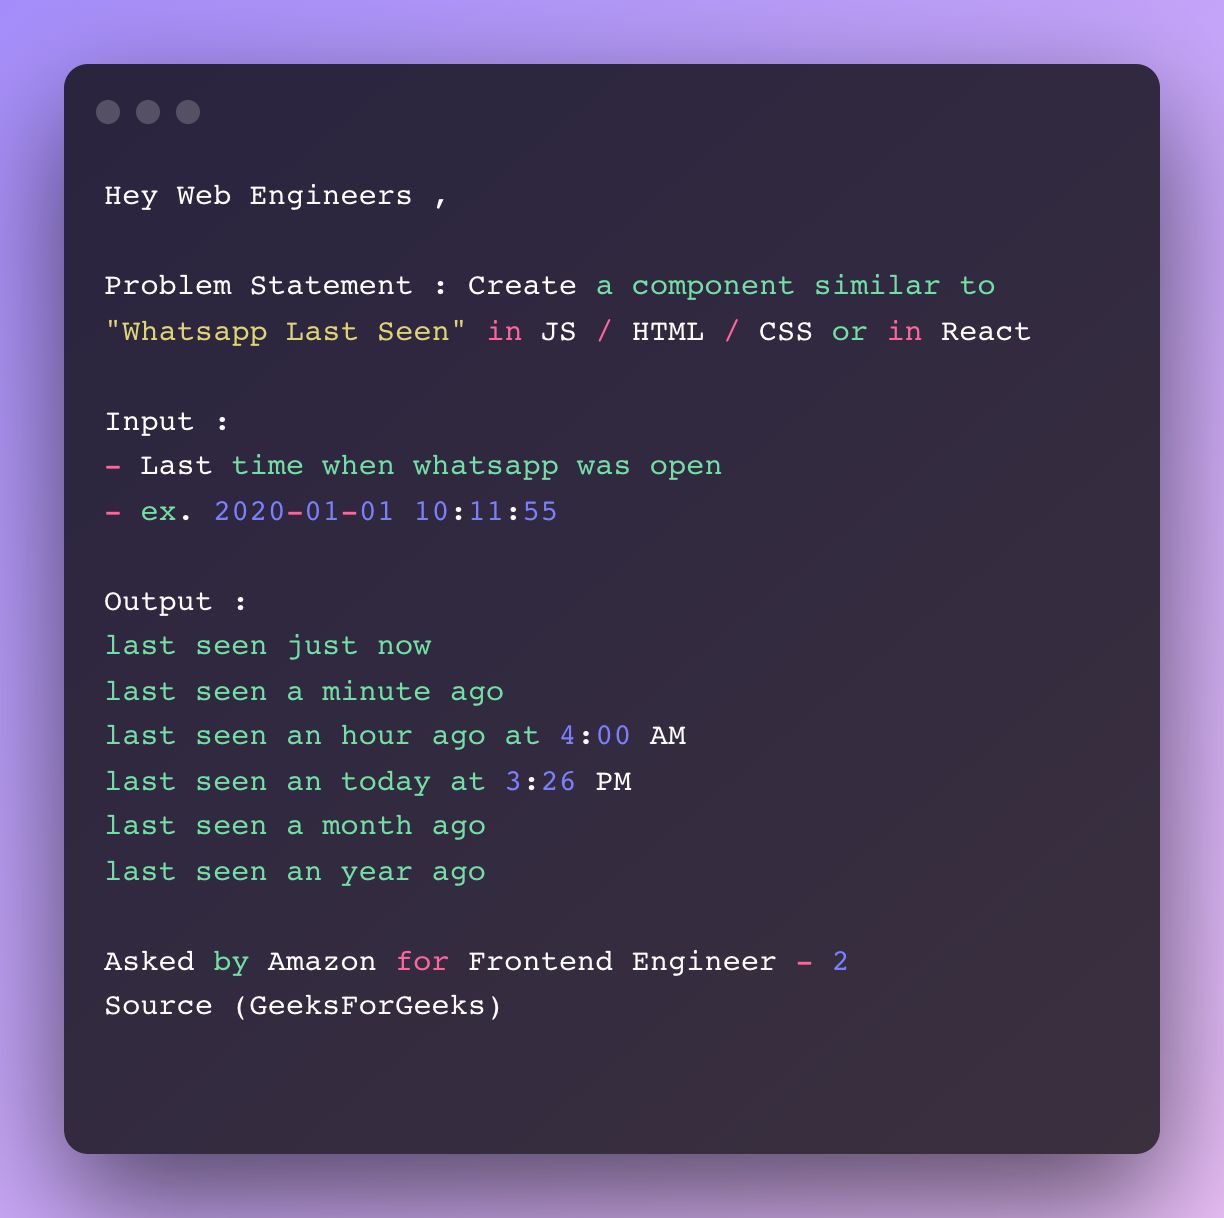 Hey Web Engineers ,
Problem Statement : Create a component similar to
"Whatsapp Last Seen" in JS / HTML / CSS or in React
Input :
- Last time when whatsapp was open
- ex. 2020-01-01 10:11:55
Output :
last seen just now
last seen a minute ago
last seen an hour ago at 4:00 AM
last seen an today at 3:26 PM
last seen a month ago
last seen an year ago
Asked by Amazon for Frontend Engineer - 2
Source (GeeksForGeeks)